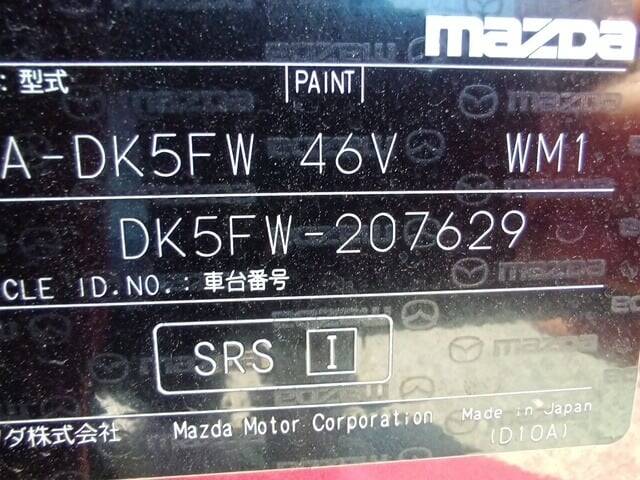 mazda
: 型式 PAINT
A-DK5FW 46V WM1
DK5FW-207629
CLE ID.NO.: 車台番号
SRS I
ダ株式会社 Mazda Motor Corporation Made in Japan
(D10A)